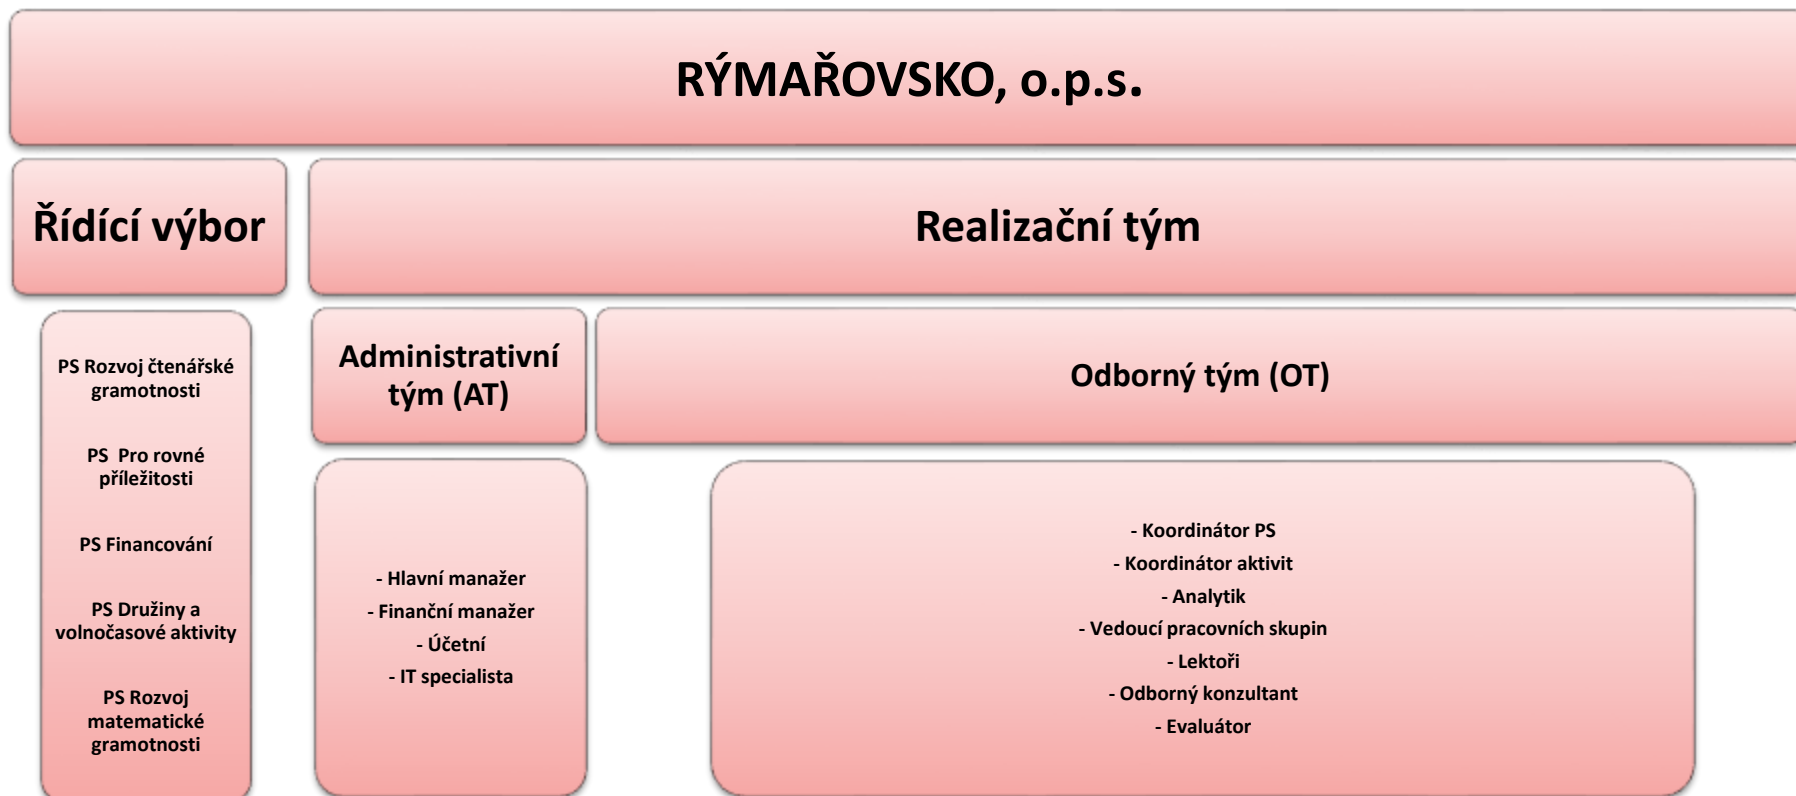 RÝMAŘOVSKO, o.p.s.
Řídící výbor
Realizační tým
PS Rozvoj čtenářské
gramotnosti
PS  Pro rovné
příležitosti
PS Financování
PS Družiny a
volnočasové aktivity
PS Rozvoj
matematické
gramotnosti
Administrativní
tým (AT)
- Hlavní manažer
- Finanční manažer
- Účetní
- IT specialista
Odborný tým (OT)
- Koordinátor PS
- Koordinátor aktivit
- Analytik
- Vedoucí pracovních skupin
- Lektoři
- Odborný konzultant
- Evaluátor